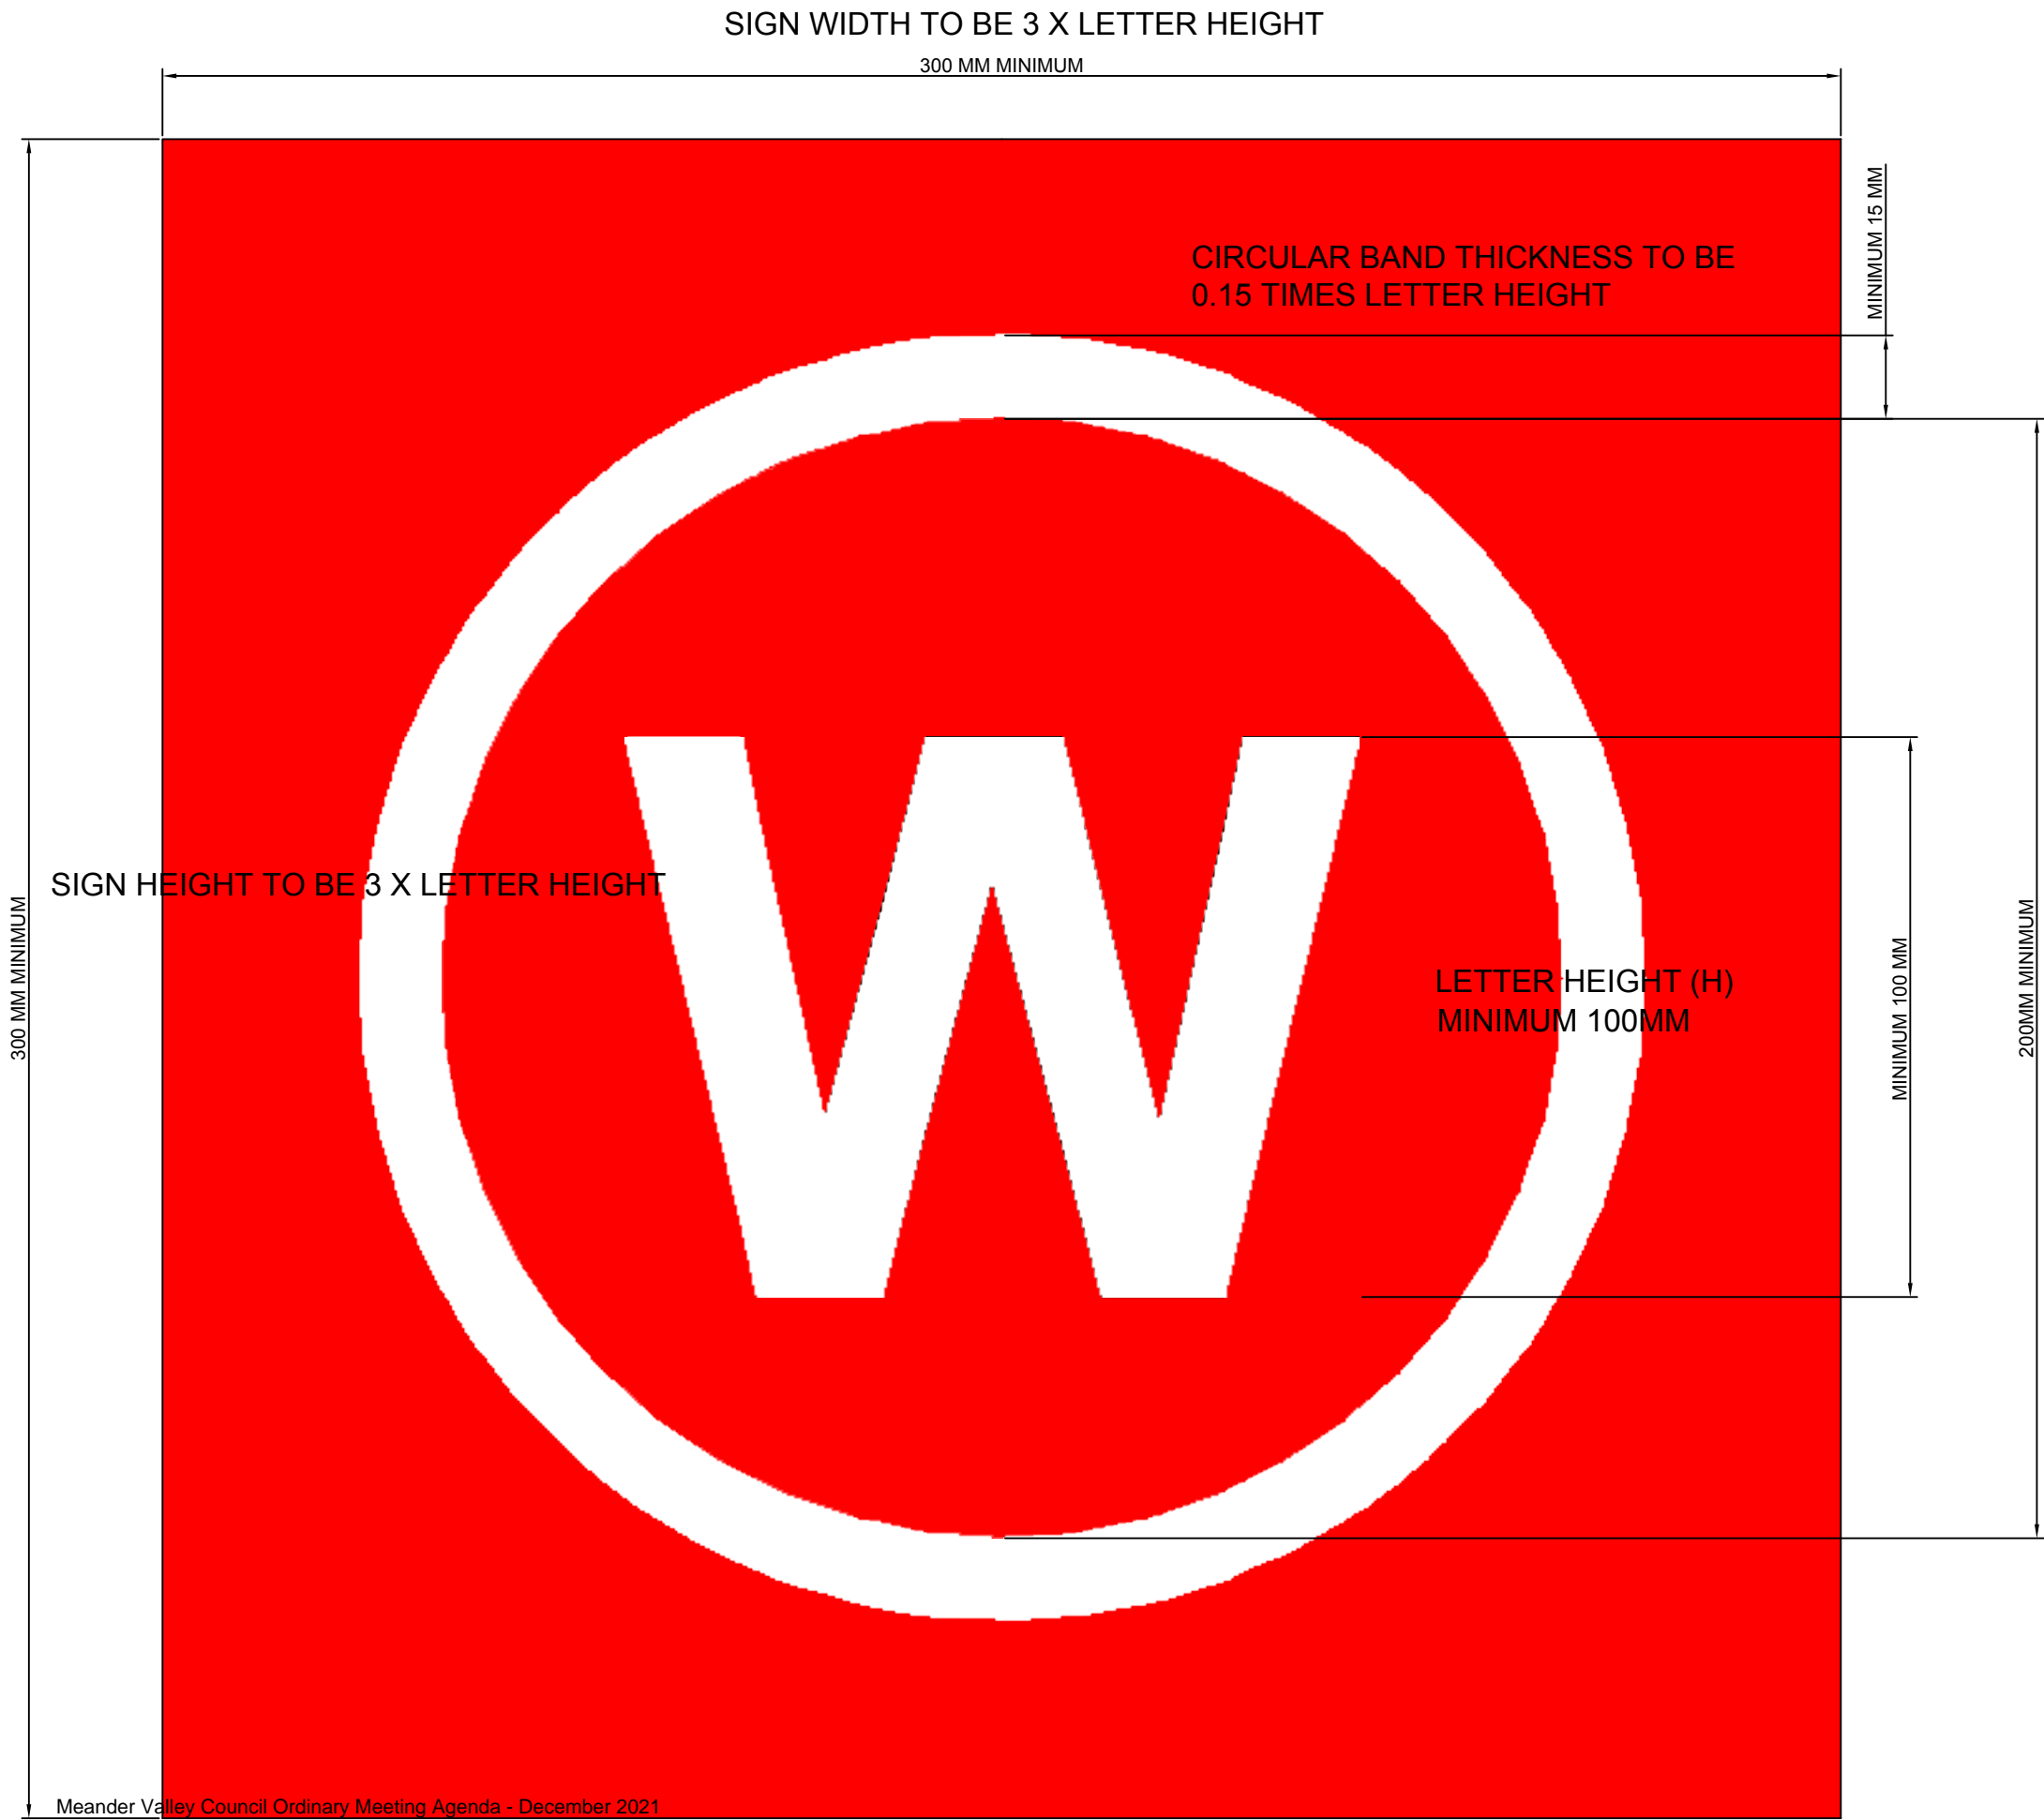 SIGN WIDTH TO BE 3 X LETTER HEIGHT
300 MM MINIMUM
MINIMUM 15 MM
CIRCULAR BAND THICKNESS TO BE
0.15 TIMES LETTER HEIGHT
W
SIGN HEIGHT TO BE 3 X LETTER HEIGHT
300 MM MINIMUM
LETTER HEIGHT (H)
MINIMUM 100MM
MINIMUM 100 MM
200MM MINIMUM
Meander Valley Council Ordinary Meeting Agenda - December 2021